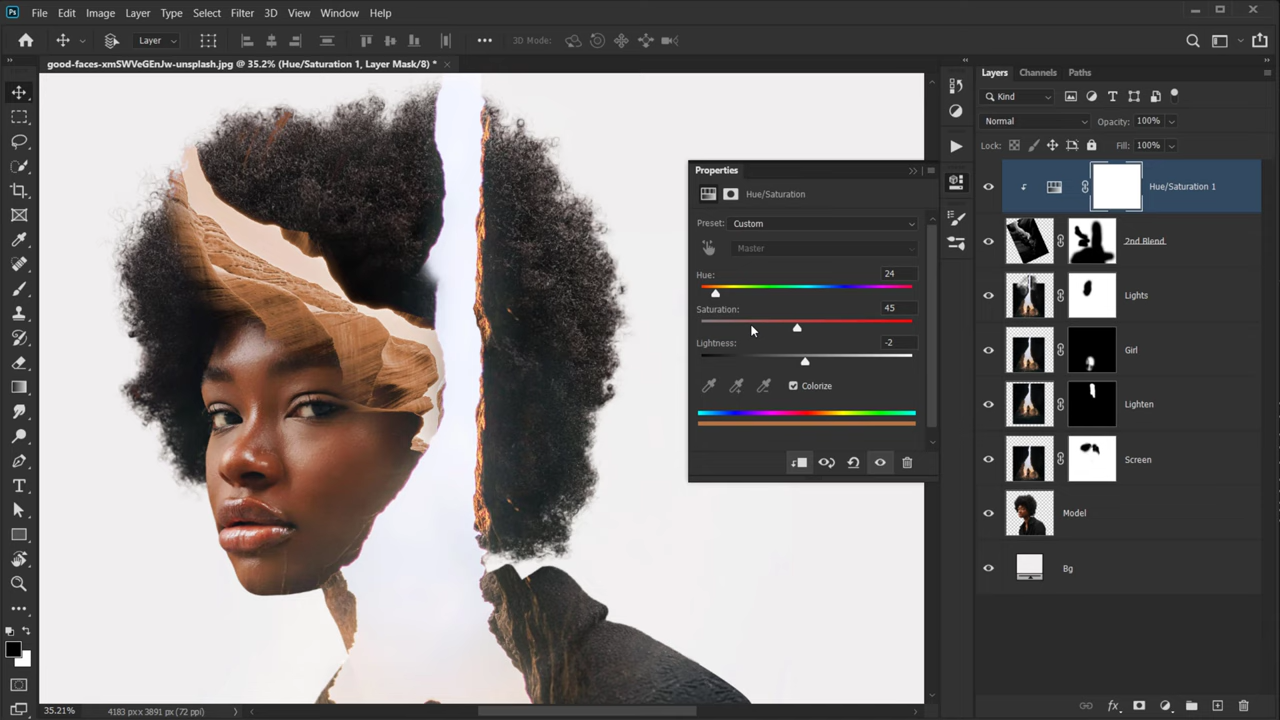 Ps File Edit Image Layer Type Select Filter 3D View Window Help
Layer 3D Mode:
good-faces-xmSWVeGEnJw-unsplash.jpg @ 35.2% (Hue/Saturation 1, Layer Mask/8) *
Properties
Hue/Saturation
Preset: Custom
Master
Hue: 24
Saturation: 45
Lightness: -2
Colorize
Layers Channels Paths
Kind
Normal Opacity: 100%
Lock: Fill: 100%
Hue/Saturation 1
2nd Blend
Lights
Girl
Lighten
Screen
Model
Bg
fx
35.21% 4183 px x 3891 px (72 ppi)